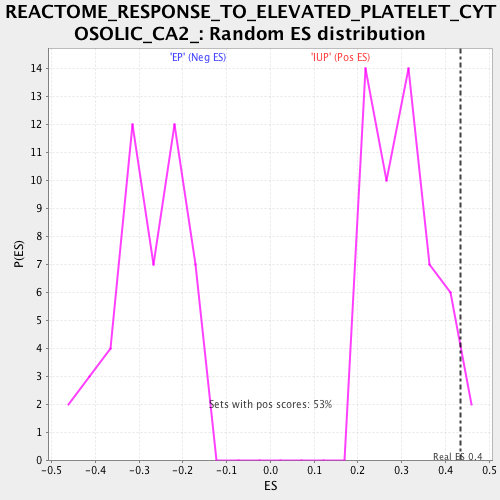 REACTOME_RESPONSE_TO_ELEVATED_PLATELET_CYT
OSOLIC_CA2_: Random ES distribution
'EP' (Neg ES) 'IUP' (Pos ES)
14
13
12
11
10
9
8
7
6
5
4
3
2
1
0
P(ES)
Sets with pos scores: 53%
Real ES 0.4
-0.5 -0.4 -0.3 -0.2 -0.1 0.0 0.1 0.2 0.3 0.4 0.5
ES